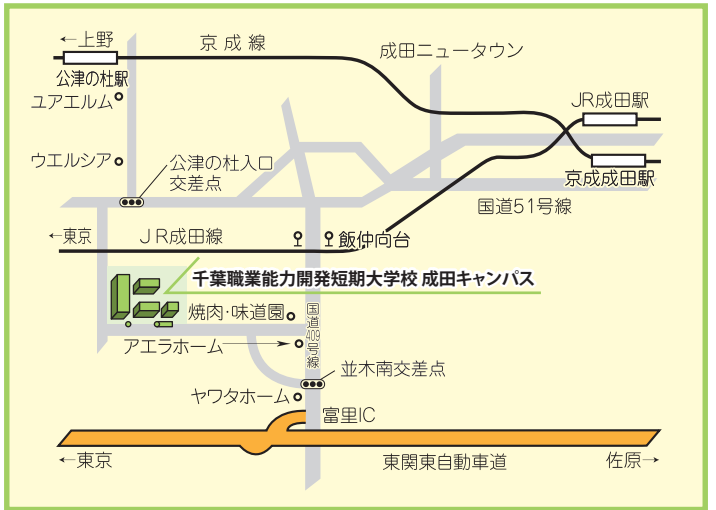 ←上野
京成線
成田ニュータウン
公津の杜駅
JR成田駅
ユアエルム
ウエルシア
公津の杜入口
交差点
京成成田駅
国道51号線
←東京
JR成田線
飯仲向台
千葉職業能力開発短期大学校 成田キャンパス
焼肉・味道園
国道409号線
アエラホーム
並木南交差点
ヤワタホーム
富里IC
←東京
東関東自動車道
佐原→